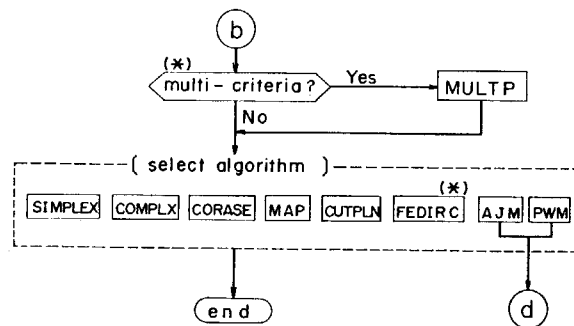 b
(*)
multi-criteria?
Yes
MULTP
No
( select algorithm )
(*)
SIMPLEX COMPLX CORASE MAP CUTPLN FEDIRC AJM PWM
end
d